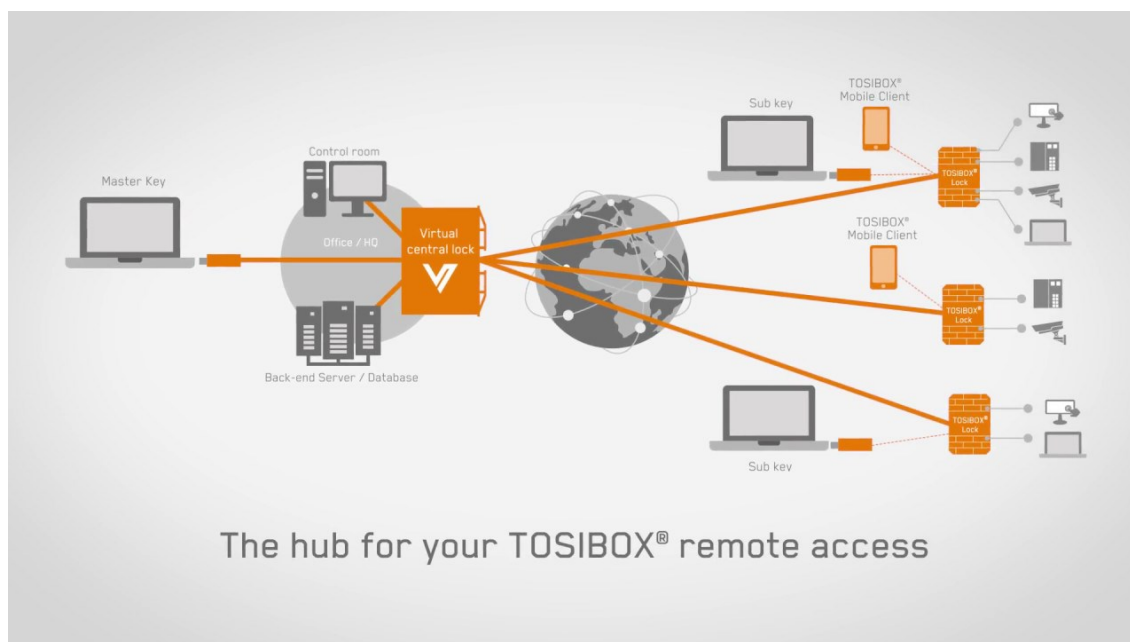 Master Key
Control room
Office / HQ
Back-end Server / Database
Virtual
central lock
Sub key
TOSIBOX®
Mobile Client
TOSIBOX®
Lock
TOSIBOX®
Mobile Client
TOSIBOX®
Lock
Sub key
TOSIBOX®
Lock
The hub for your TOSIBOX® remote access